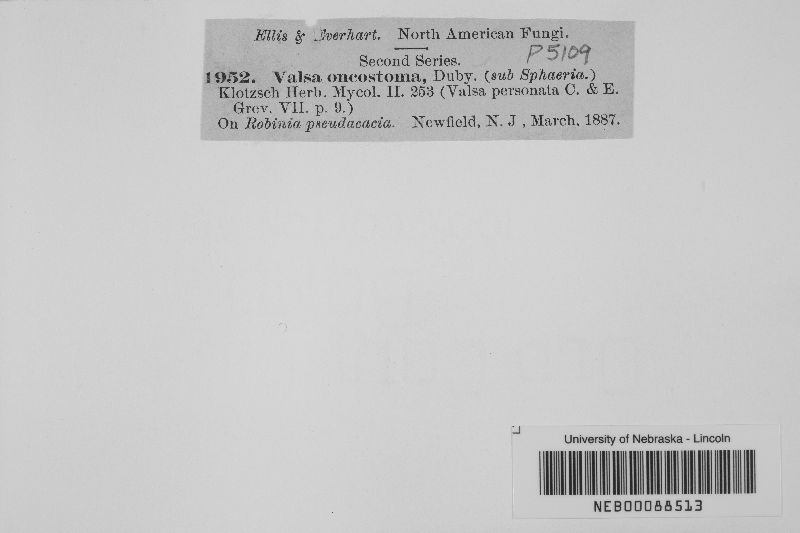 Ellis & Everhart. North American Fungi.
Second Series.
P5109
1952. Valsa oncostoma, Duby. (sub Sphaeria.)
Klotzsch Herb. Mycol. II. 253 (Valsa personata C. & E.
Grev. VII. p. 9.)
On Robinia pseudacacia. Newfield, N. J , March, 1887.
University of Nebraska - Lincoln
NEB00088513